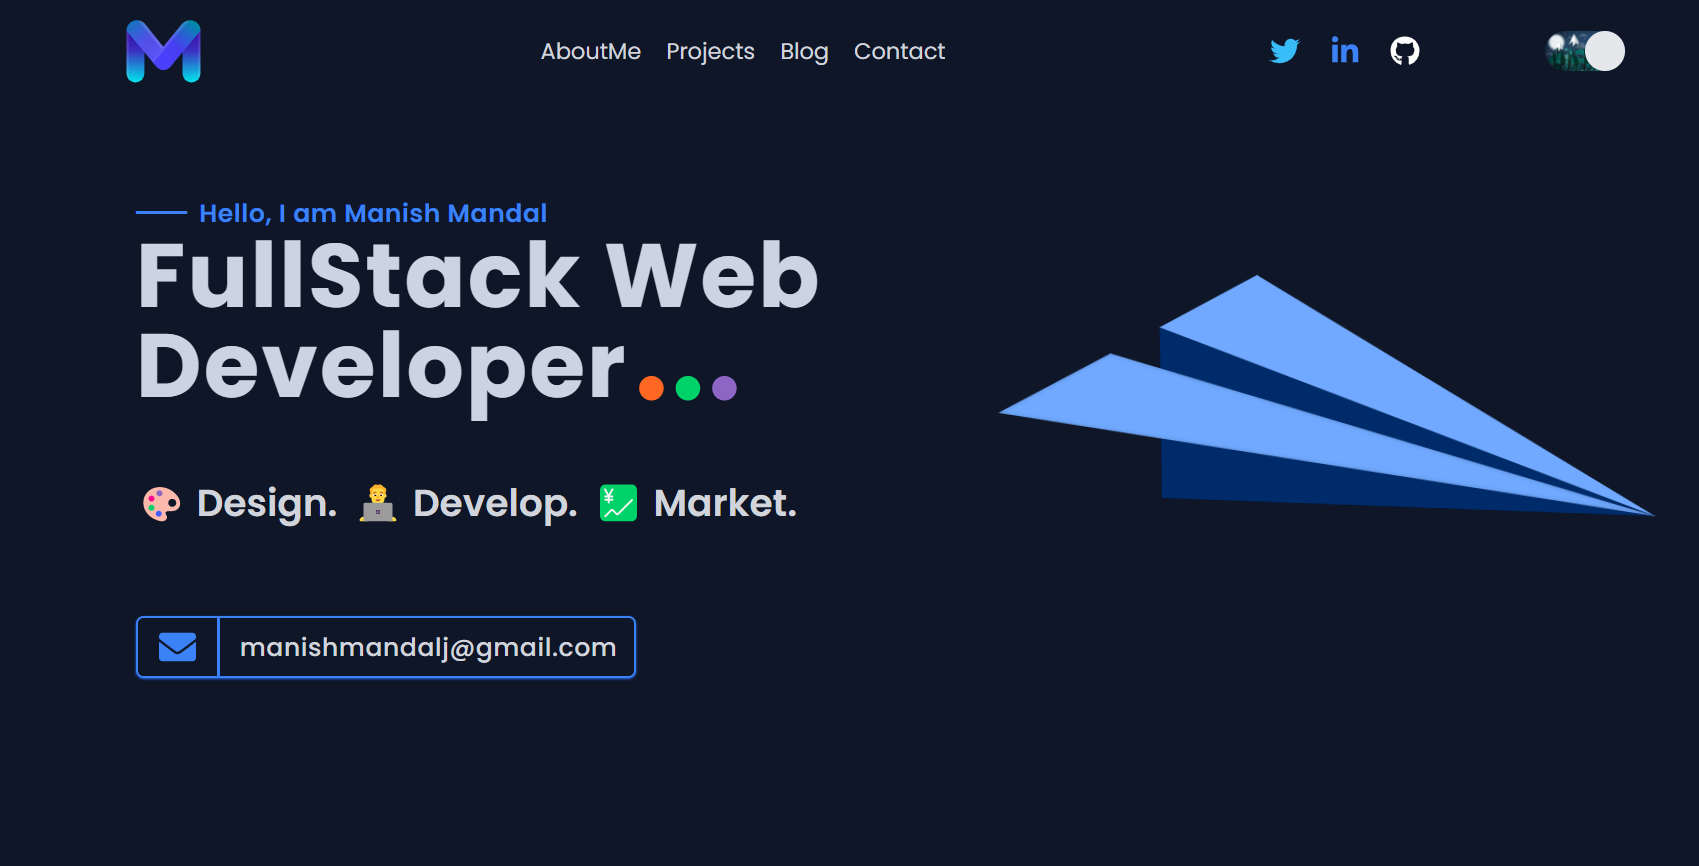 M
AboutMe Projects Blog Contact
in
Hello, I am Manish Mandal
FullStack Web
Developer...
Design. Develop. ¥ Market.
manishmandalj@gmail.com